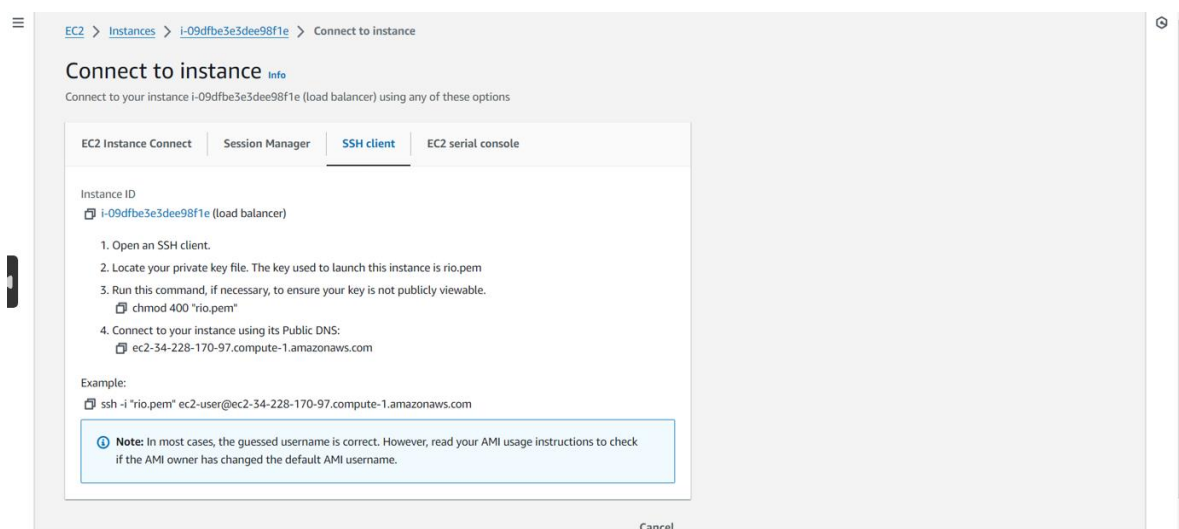 EC2 > Instances > i-09dfbe3e3dee98f1e > Connect to instance
Connect to instance Info
Connect to your instance i-09dfbe3e3dee98f1e (load balancer) using any of these options
EC2 Instance Connect Session Manager SSH client EC2 serial console
Instance ID
i-09dfbe3e3dee98f1e (load balancer)
1. Open an SSH client.
2. Locate your private key file. The key used to launch this instance is rio.pem
3. Run this command, if necessary, to ensure your key is not publicly viewable.
chmod 400 "rio.pem"
4. Connect to your instance using its Public DNS:
ec2-34-228-170-97.compute-1.amazonaws.com
Example:
ssh -i "rio.pem" ec2-user@ec2-34-228-170-97.compute-1.amazonaws.com
Note: In most cases, the guessed username is correct. However, read your AMI usage instructions to check
if the AMI owner has changed the default AMI username.
Cancel